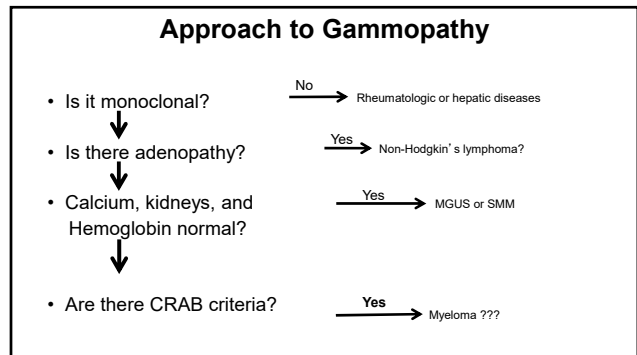 Approach to Gammopathy
No
• Is it monoclonal?
Rheumatologic or hepatic diseases
Yes
• Is there adenopathy?
Non-Hodgkin's lymphoma?
• Calcium, kidneys, and
Yes
Hemoglobin normal?
MGUS or SMM
• Are there CRAB criteria?
Yes
Myeloma ???